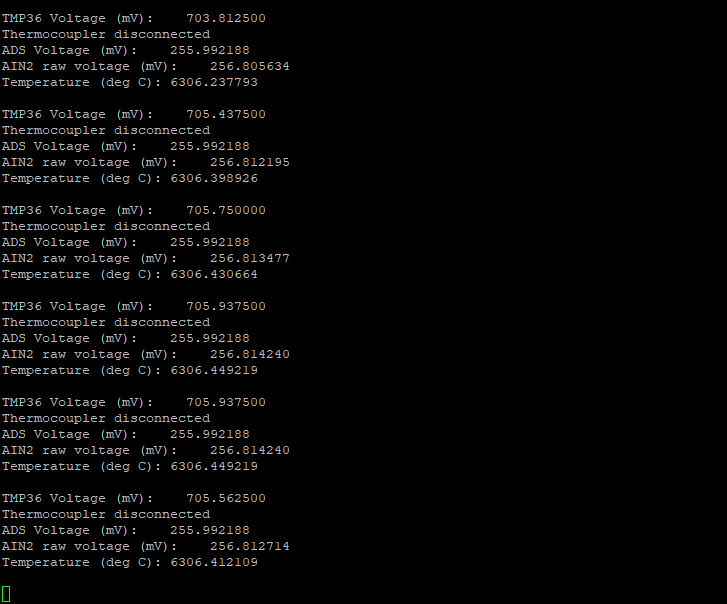 TMP36 Voltage (mV):    703.812500
Thermocoupler disconnected
ADS Voltage (mV):    255.992188
AIN2 raw voltage (mV):    256.805634
Temperature (deg C): 6306.237793

TMP36 Voltage (mV):    705.437500
Thermocoupler disconnected
ADS Voltage (mV):    255.992188
AIN2 raw voltage (mV):    256.812195
Temperature (deg C): 6306.398926

TMP36 Voltage (mV):    705.750000
Thermocoupler disconnected
ADS Voltage (mV):    255.992188
AIN2 raw voltage (mV):    256.813477
Temperature (deg C): 6306.430664

TMP36 Voltage (mV):    705.937500
Thermocoupler disconnected
ADS Voltage (mV):    255.992188
AIN2 raw voltage (mV):    256.814240
Temperature (deg C): 6306.449219

TMP36 Voltage (mV):    705.937500
Thermocoupler disconnected
ADS Voltage (mV):    255.992188
AIN2 raw voltage (mV):    256.814240
Temperature (deg C): 6306.449219

TMP36 Voltage (mV):    705.562500
Thermocoupler disconnected
ADS Voltage (mV):    255.992188
AIN2 raw voltage (mV):    256.812714
Temperature (deg C): 6306.412109